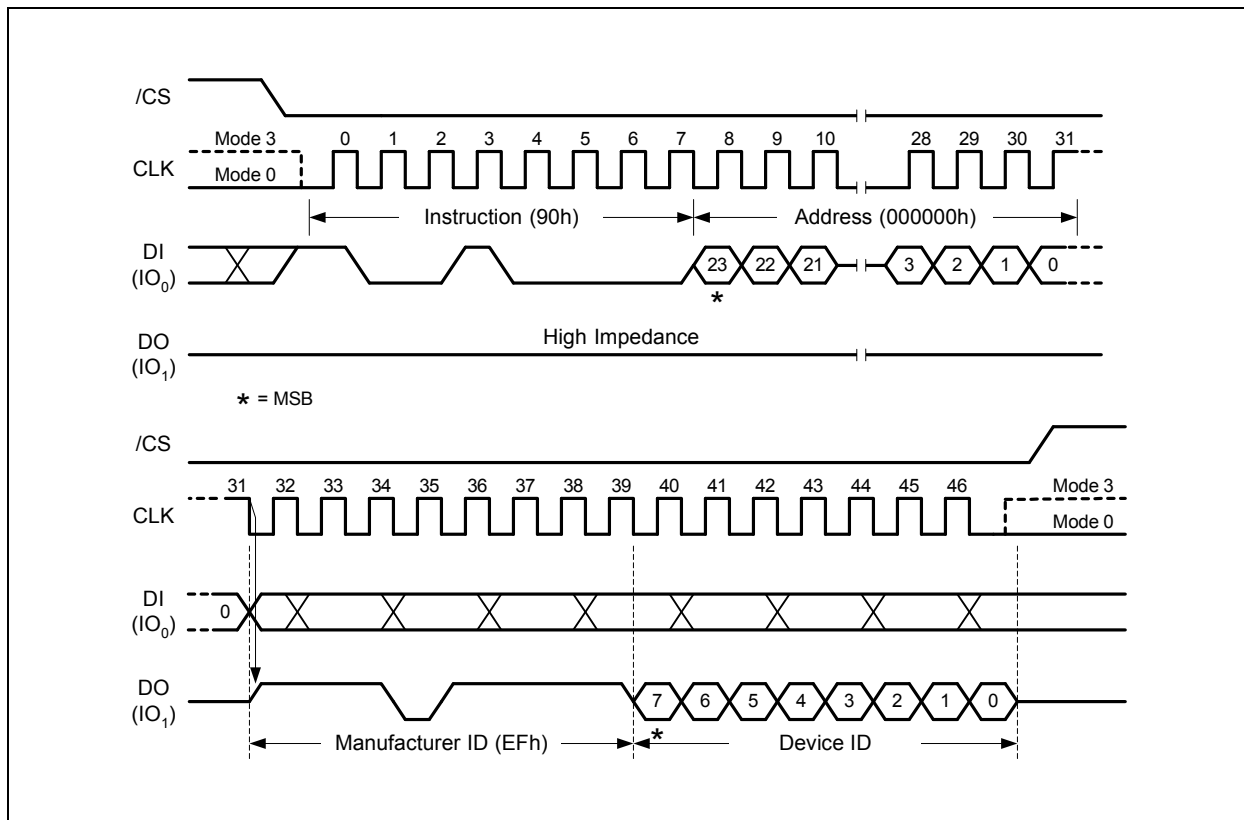 /CS
Mode 3 0 1 2 3 4 5 6 7 8 9 10 28 29 30 31
CLK
Mode 0
Instruction (90h) Address (000000h)
DI
(IO0)
23 22 21 3 2 1 0
*
High Impedance
DO
(IO1)
* = MSB
/CS
31 32 33 34 35 36 37 38 39 40 41 42 43 44 45 46 Mode 3
CLK
Mode 0
DI
(IO0)
0
DO
(IO1)
7 6 5 4 3 2 1 0
*
Manufacturer ID (EFh) Device ID